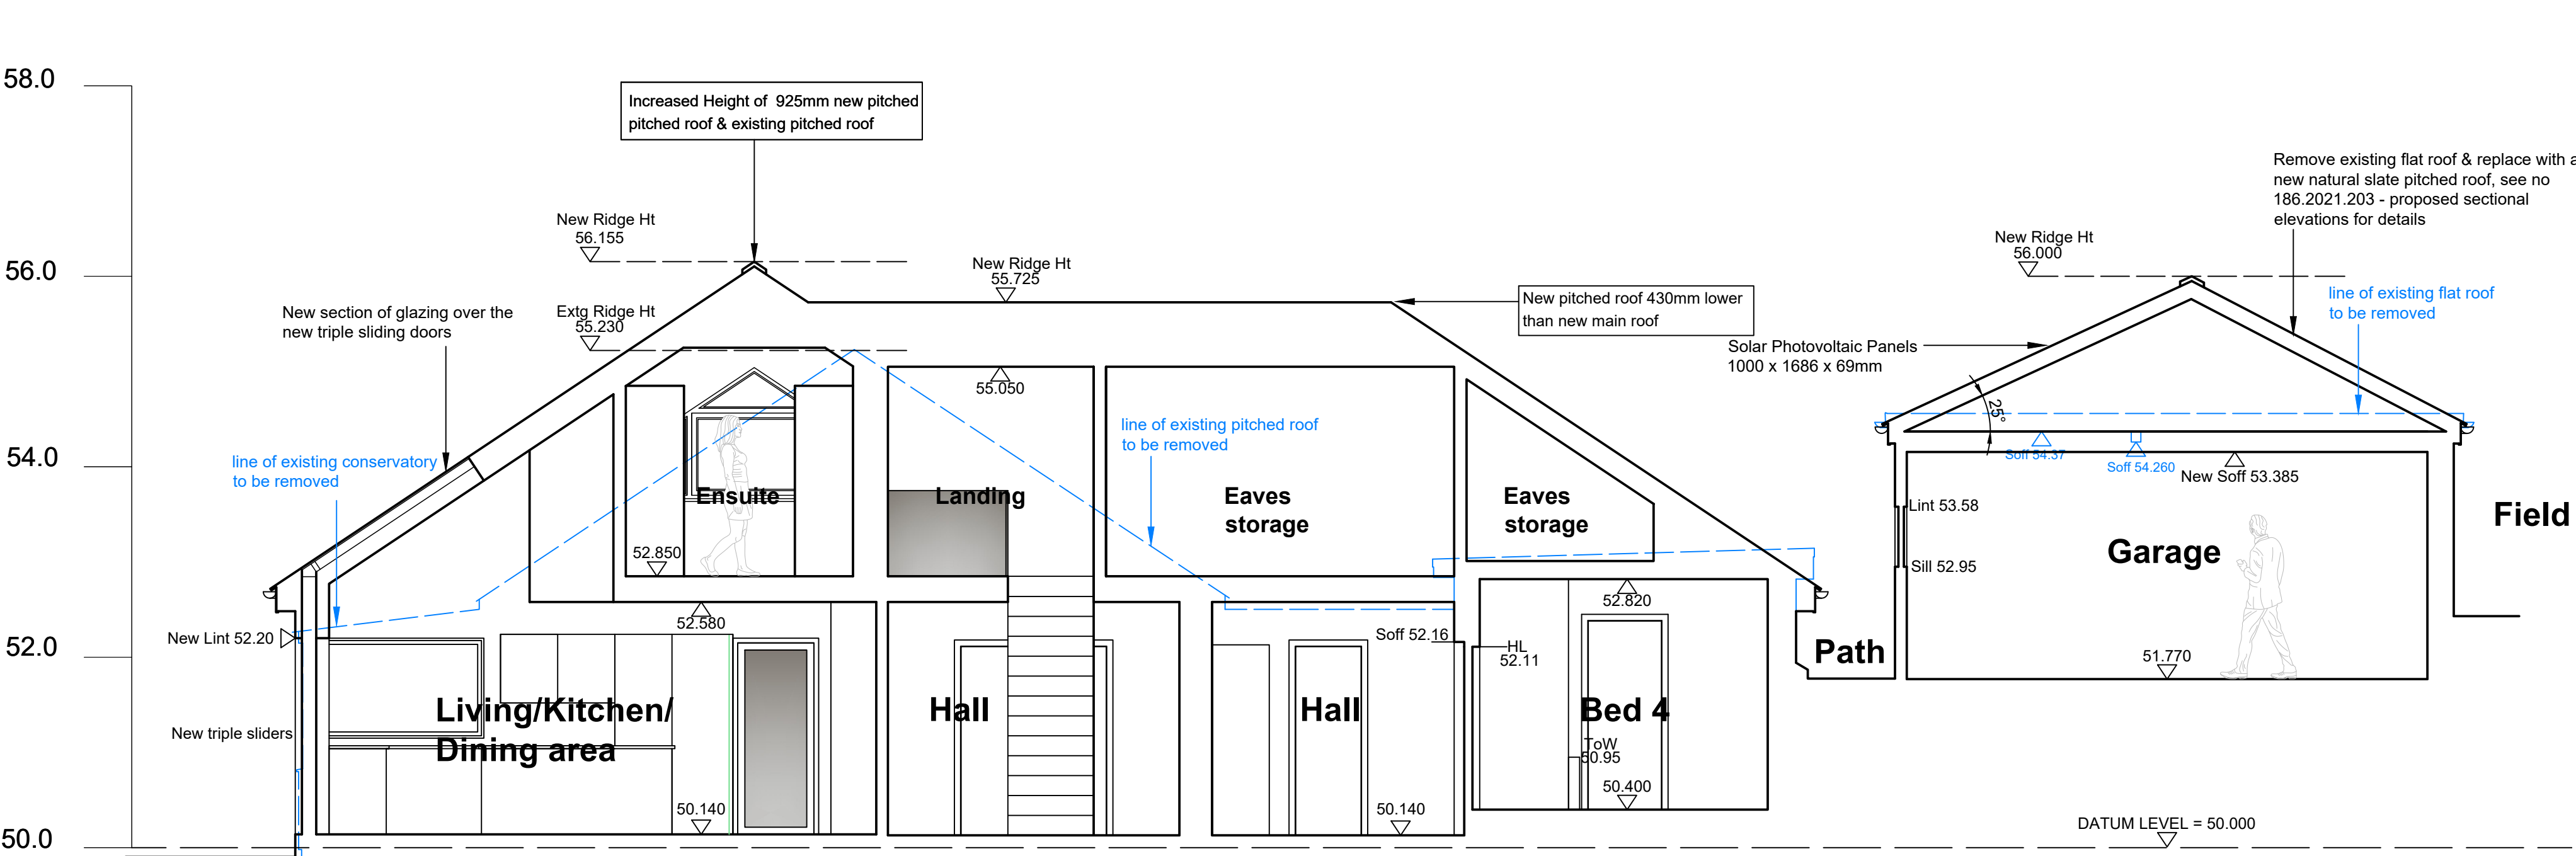 58.0
56.0
54.0
52.0
50.0
Increased Height of 925mm new pitched
pitched roof & existing pitched roof
New Ridge Ht
56.155
Extg Ridge Ht
55.230
New section of glazing over the
new triple sliding doors
line of existing conservatory
to be removed
New Lint 52.20
New triple sliders
Living/Kitchen/
Dining area
52.580
50.140
Ensuite
52.850
New Ridge Ht
55.725
55.050
Landing
Hall
line of existing pitched roof
to be removed
Eaves
storage
Hall
Soff 52.16
50.140
New pitched roof 430mm lower
than new main roof
Eaves
storage
HL
52.11
52.820
Bed 4
ToW
50.95
50.400
Path
Solar Photovoltaic Panels
1000 x 1686 x 69mm
New Ridge Ht
56.000
Remove existing flat roof & replace with a
new natural slate pitched roof, see no
186.2021.203 - proposed sectional
elevations for details
line of existing flat roof
to be removed
25°
Soff 54.37
Soff 54.260
New Soff 53.385
Lint 53.58
Sill 52.95
Garage
51.770
Field
DATUM LEVEL = 50.000